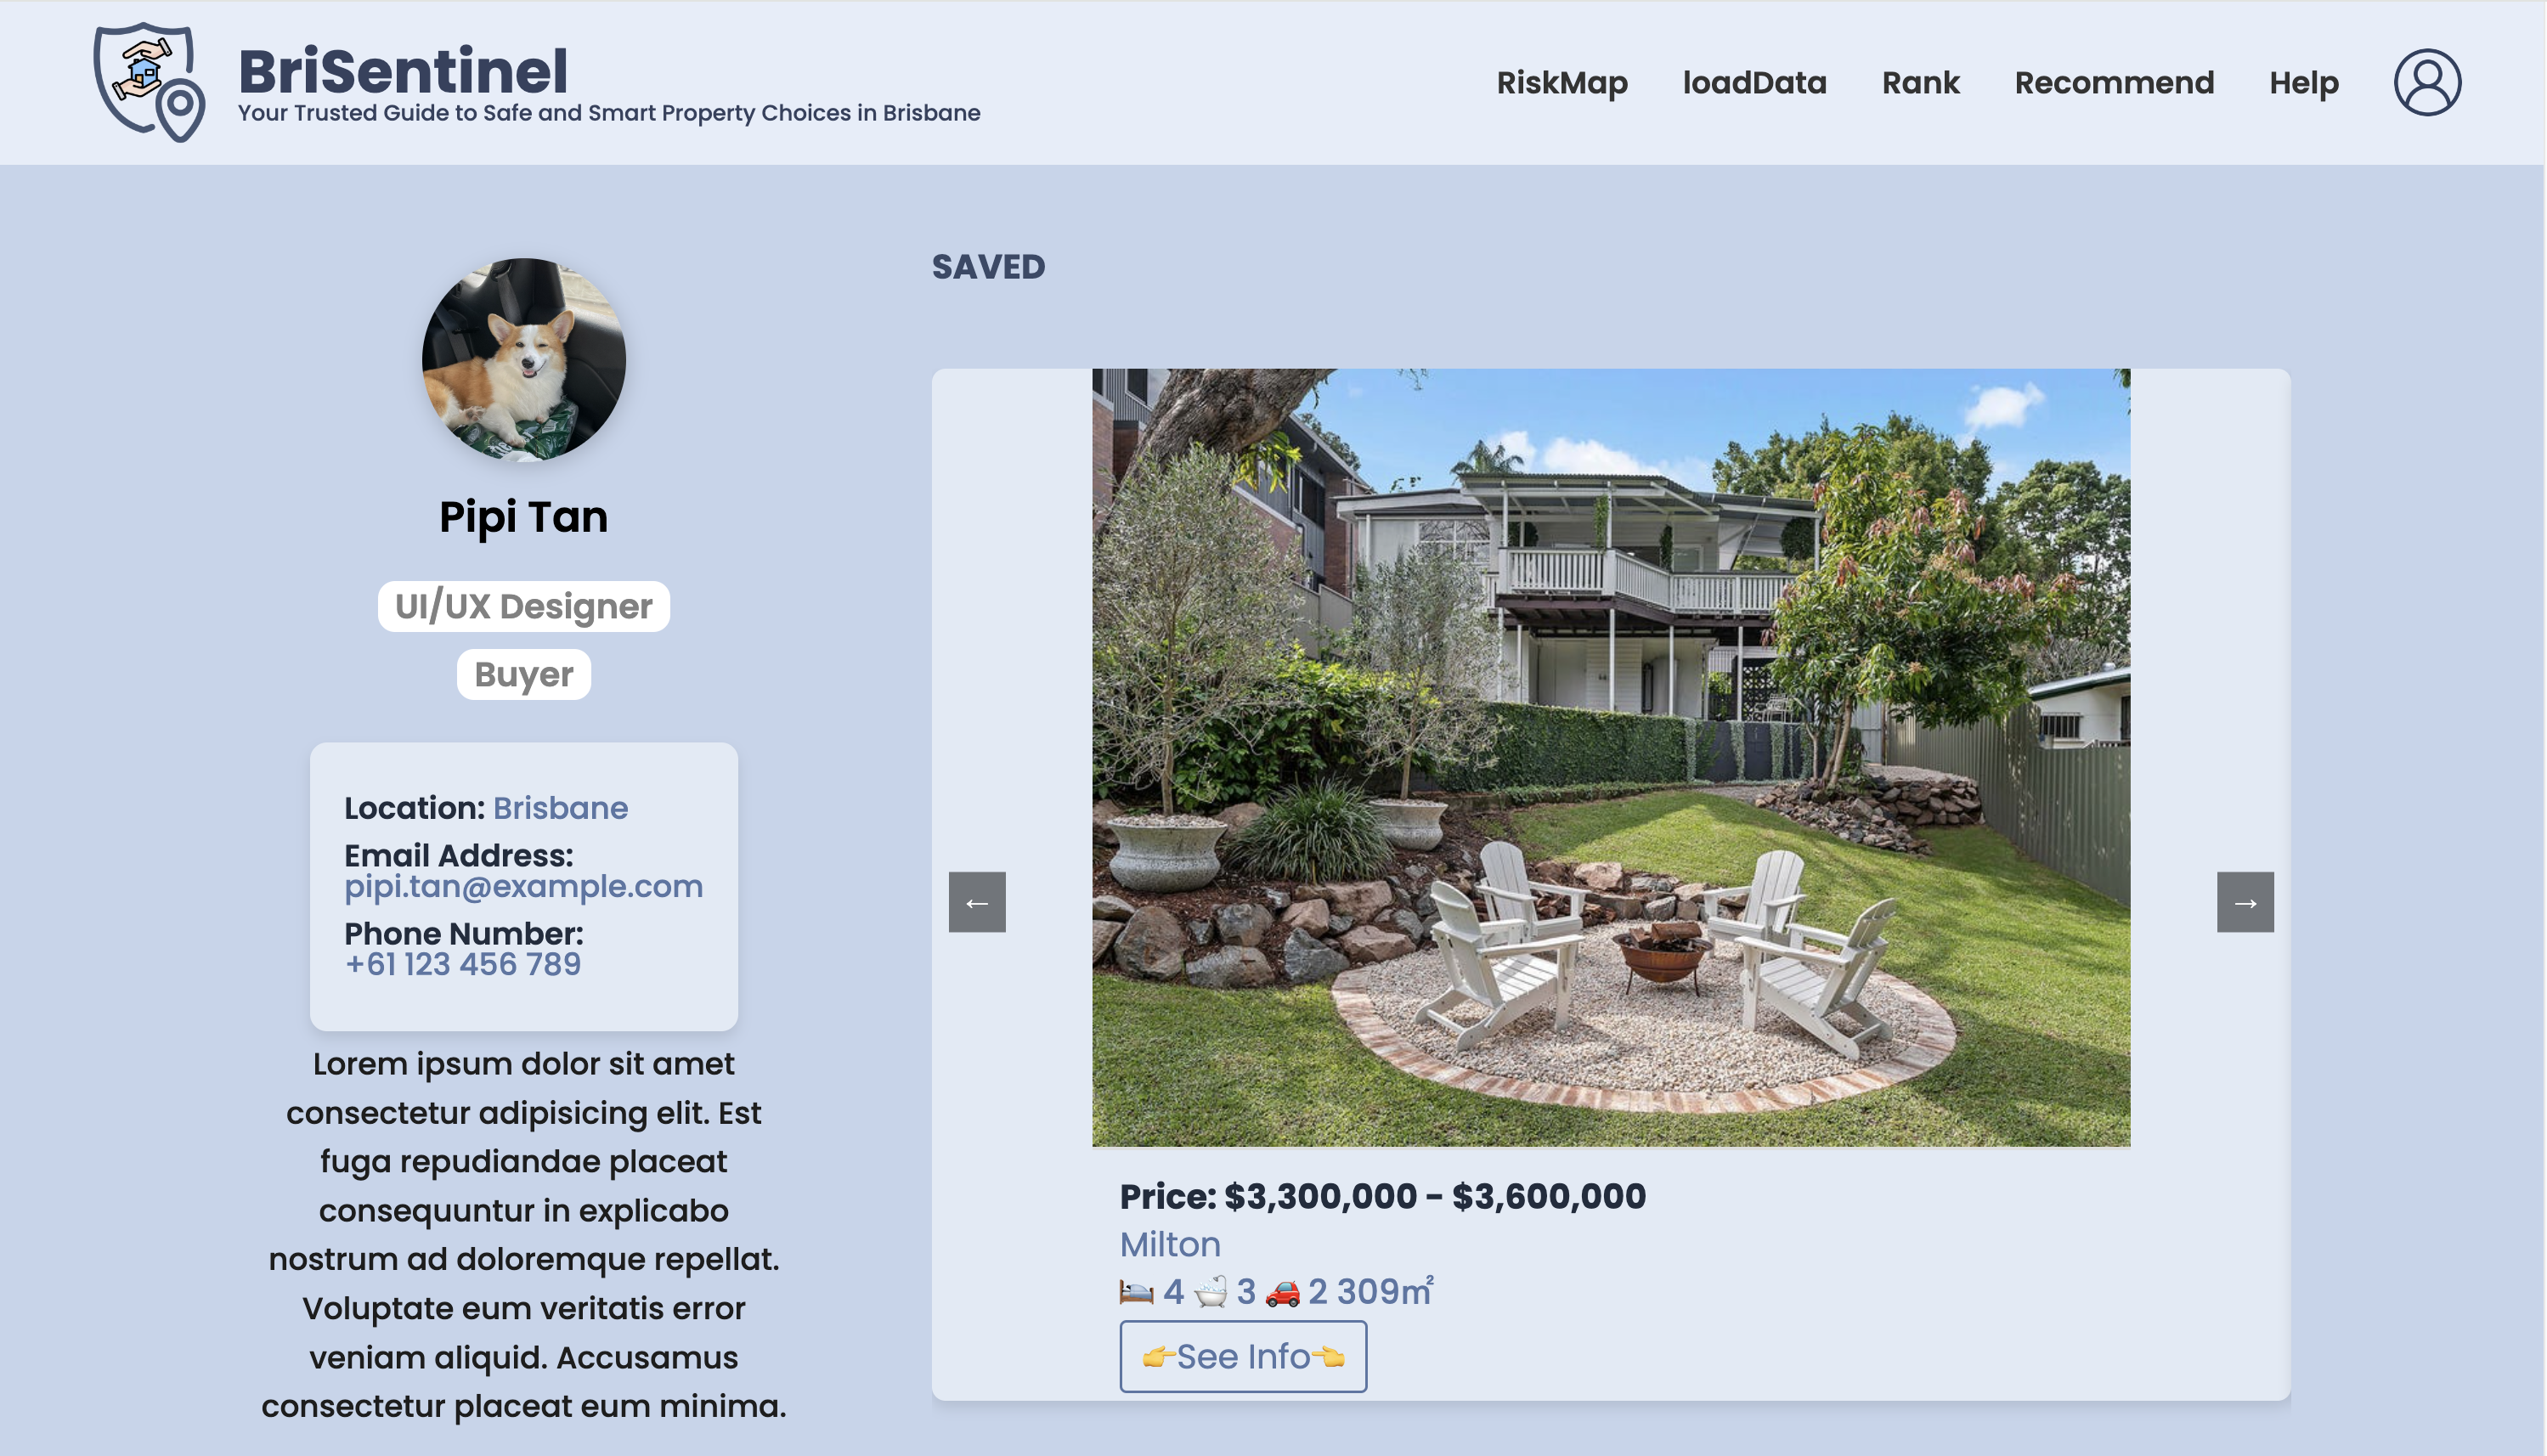 BriSentinel
Your Trusted Guide to Safe and Smart Property Choices in Brisbane
RiskMap
loadData
Rank
Recommend
Help
Pipi Tan
UI/UX Designer
Buyer
Location: Brisbane
Email Address:
pipi.tan@example.com
Phone Number:
+61 123 456 789
Lorem ipsum dolor sit amet
consectetur adipisicing elit. Est
fuga repudiandae placeat
consequuntur in explicabo
nostrum ad doloremque repellat.
Voluptate eum veritatis error
veniam aliquid. Accusamus
consectetur placeat eum minima.
SAVED
←
→
Price: $3,300,000 - $3,600,000
Milton
🛏️ 4 🛁 3 🚗 2 309㎡
👉See Info👈